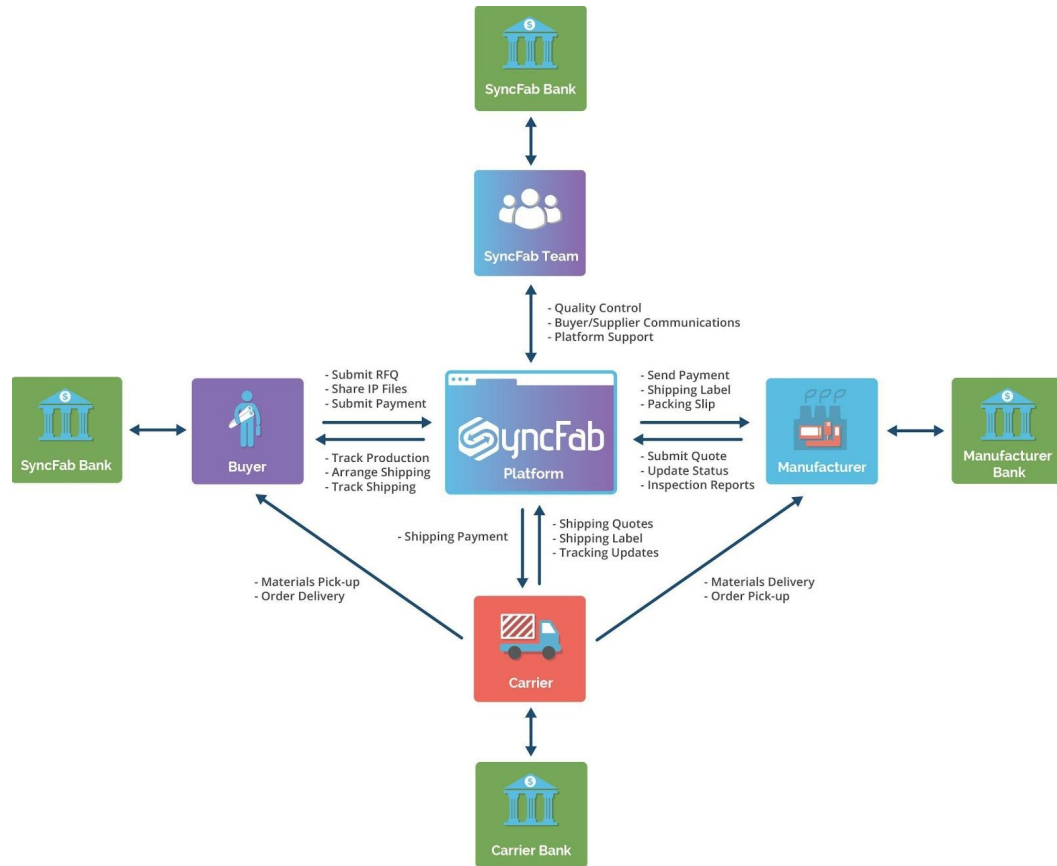 SyncFab Bank
SyncFab Team
- Quality Control
- Buyer/Supplier Communications
- Platform Support
- Submit RFQ
- Share IP Files
- Submit Payment
- Send Payment
- Shipping Label
- Packing Slip
SyncFab Bank
Buyer
SyncFab
Platform
Manufacturer
Manufacturer
Bank
- Track Production
- Arrange Shipping
- Track Shipping
- Submit Quote
- Update Status
- Inspection Reports
- Shipping Payment
- Shipping Quotes
- Shipping Label
- Tracking Updates
- Materials Pick-up
- Order Delivery
- Materials Delivery
- Order Pick-up
Carrier
Carrier Bank